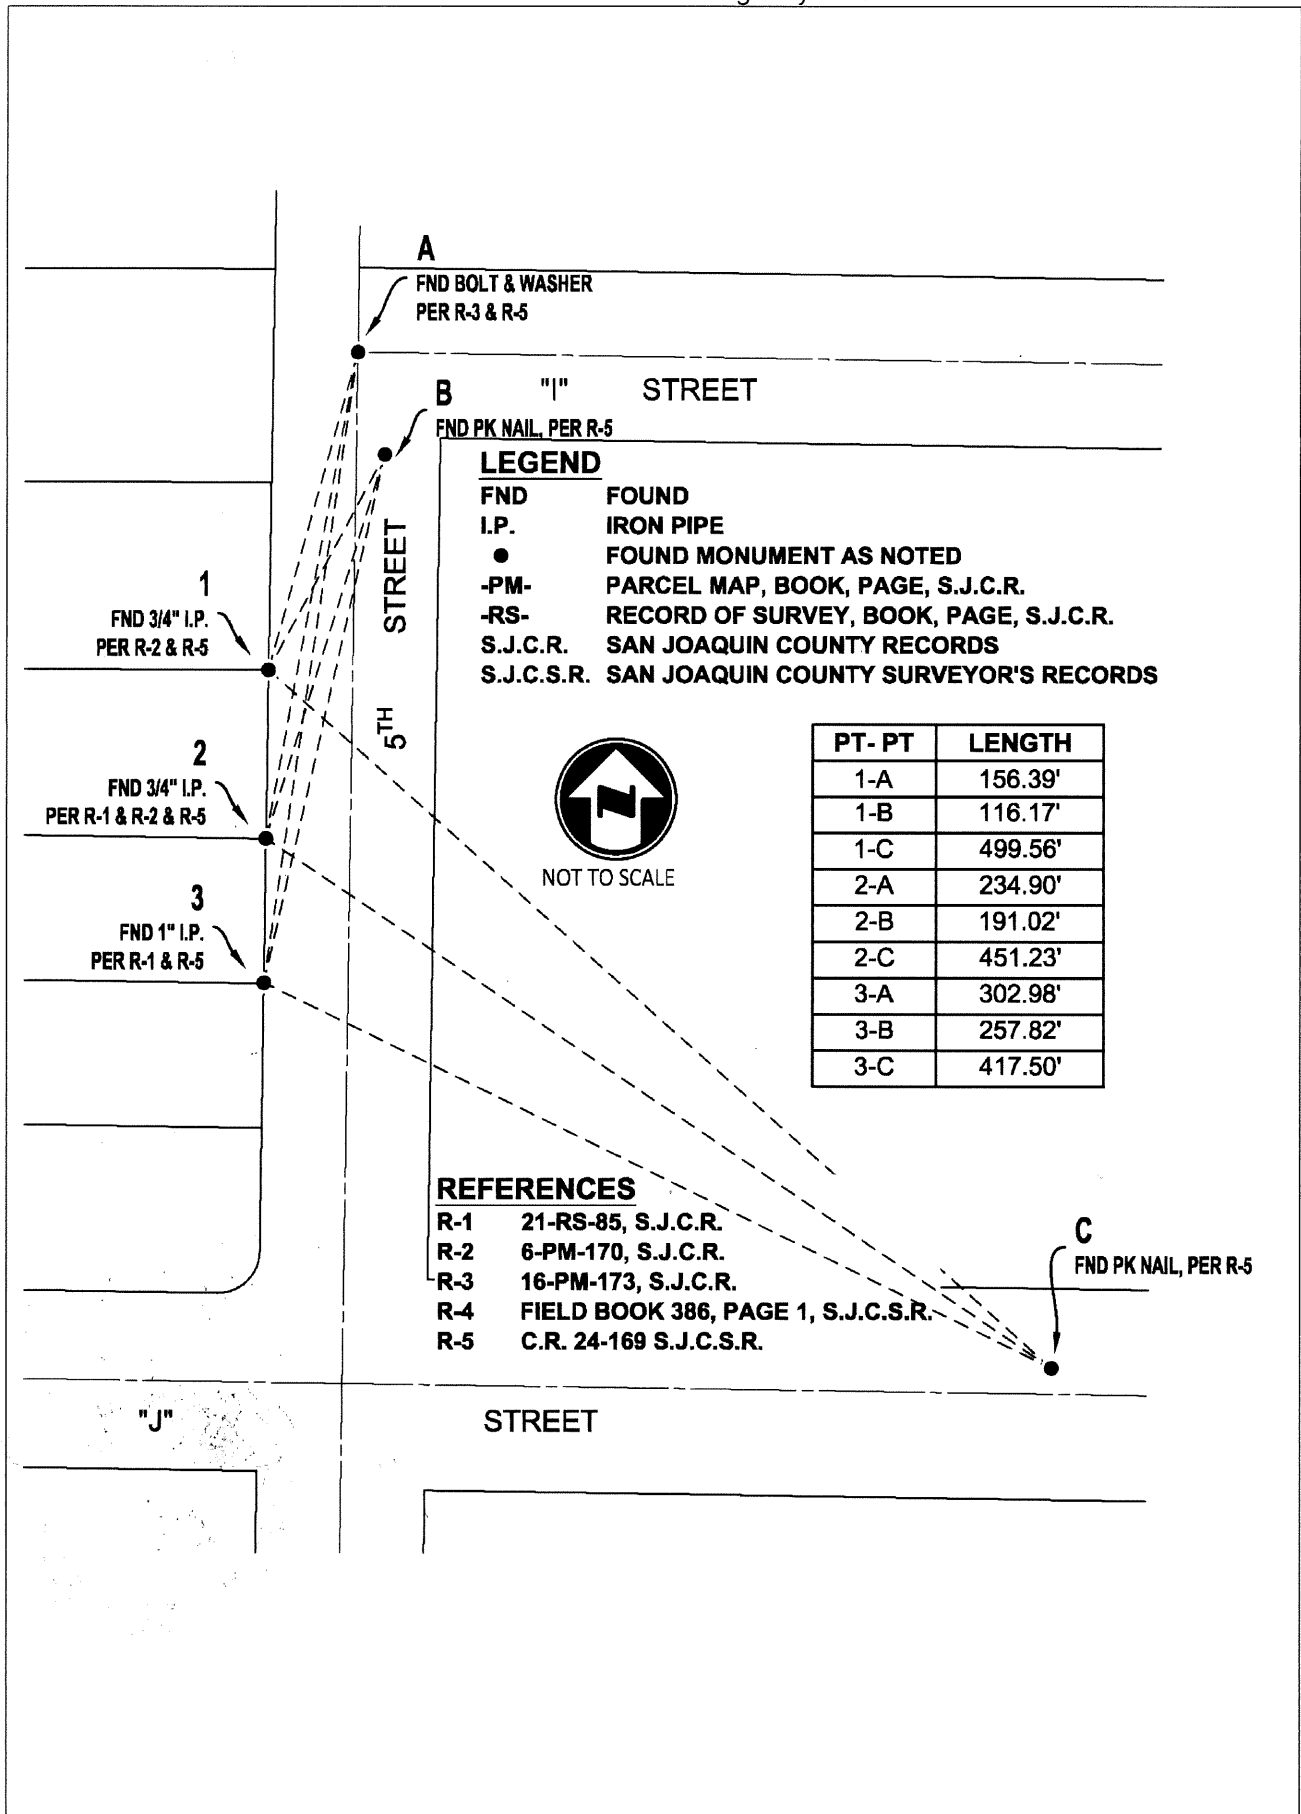 A
FND BOLT & WASHER
PER R-3 & R-5
"I" STREET
B
FND PK NAIL, PER R-5
LEGEND
FND FOUND
I.P. IRON PIPE
● FOUND MONUMENT AS NOTED
-PM- PARCEL MAP, BOOK, PAGE, S.J.C.R.
-RS- RECORD OF SURVEY, BOOK, PAGE, S.J.C.R.
S.J.C.R. SAN JOAQUIN COUNTY RECORDS
S.J.C.S.R. SAN JOAQUIN COUNTY SURVEYOR'S RECORDS
5TH STREET
1
FND 3/4" I.P.
PER R-2 & R-5
2
FND 3/4" I.P.
PER R-1 & R-2 & R-5
3
FND 1" I.P.
PER R-1 & R-5
N
NOT TO SCALE
PT- PT LENGTH
1-A 156.39'
1-B 116.17'
1-C 499.56'
2-A 234.90'
2-B 191.02'
2-C 451.23'
3-A 302.98'
3-B 257.82'
3-C 417.50'
REFERENCES
R-1 21-RS-85, S.J.C.R.
R-2 6-PM-170, S.J.C.R.
R-3 16-PM-173, S.J.C.R.
R-4 FIELD BOOK 386, PAGE 1, S.J.C.S.R.
R-5 C.R. 24-169 S.J.C.S.R.
C
FND PK NAIL, PER R-5
"J" STREET